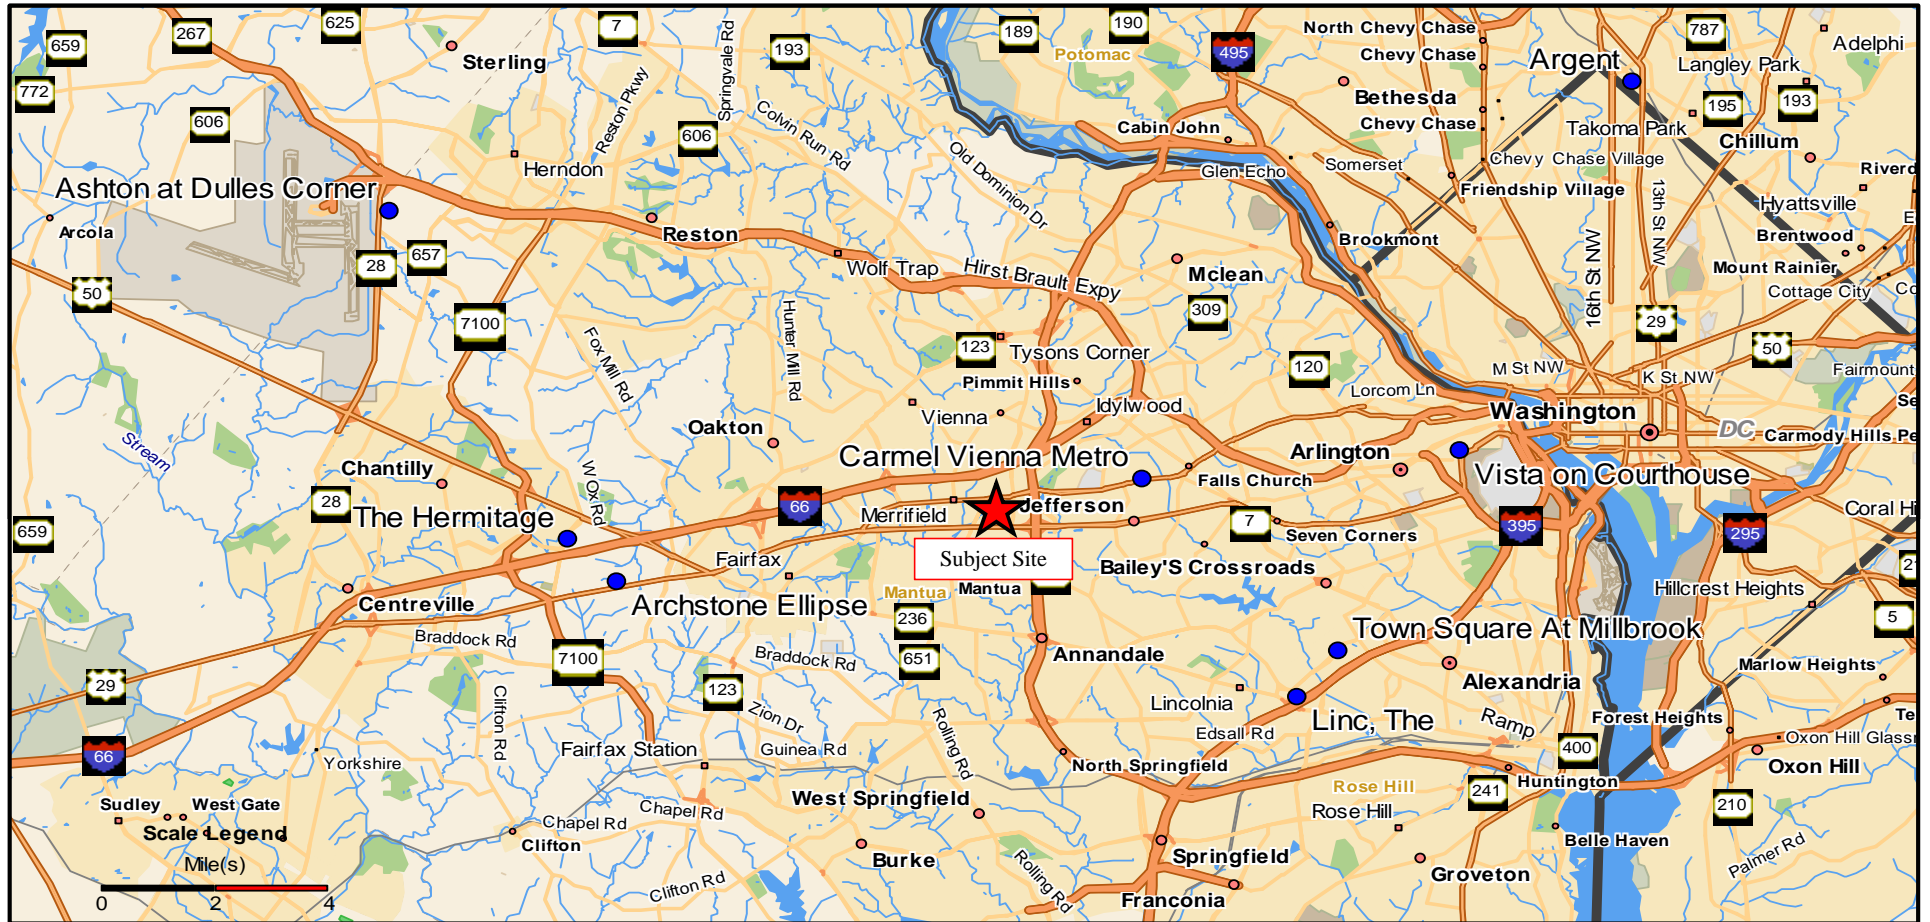 625
7
189
190
North Chevy Chase
787
267
659
Springvale Rd
193
Potomac
495
Chevy Chase
Argent
Adelphi
Sterling
Langley Park
772
Reston Pkwy
Bethesda
195
193
606
606
Colvin Run Rd
Cabin John
Chevy Chase
Takoma Park
Chillum
Herndon
Old Dominion Dr
Glen Echo
Somerset
Chevy Chase Village
Riverd
Ashton at Dulles Corner
Friendship Village
13th St NW
Hyattsville
E
Arcola
Reston
Brookmont
Brentwood
28
657
Wolf Trap
Hirst Brault Expy
Mclean
16th St NW
Mount Rainier
50
Cottage City
Co
7100
Hunter Mill Rd
309
29
Fox Mill Rd
123
Tysons Corner
50
Pimmit Hills
120
M St NW
K St NW
Fairmount
Lorcom Ln
Vienna
Idylwood
Washington
Se
Stream
Oakton
DC
Carmody Hills Pe
Chantilly
Carmel Vienna Metro
Arlington
W Ox Rd
Falls Church
Vista on Courthouse
28
66
Jefferson
The Hermitage
Merrifield
7
395
295
Coral Hi
659
Seven Corners
Fairfax
Subject Site
Bailey'S Crossroads
21
Centreville
Archstone Ellipse
Mantua
Mantua
Hillcrest Heights
Braddock Rd
236
Town Square At Millbrook
5
7100
Braddock Rd
651
Annandale
Marlow Heights
29
123
Alexandria
Clifton Rd
Zion Dr
Rolling Rd
Lincolnia
Linc, The
Ramp
Forest Heights
Te
66
Fairfax Station
Guinea Rd
Edsall Rd
400
Oxon Hill Glassm
Yorkshire
North Springfield
Huntington
Oxon Hill
Sudley
West Gate
West Springfield
Rose Hill
241
210
Scale Legend
Chapel Rd
Chapel Rd
Rose Hill
Mile(s)
Clifton
Burke
Springfield
Belle Haven
Palmer Rd
Clifton Rd
Rolling Rd
Groveton
0
2
4
Franconia